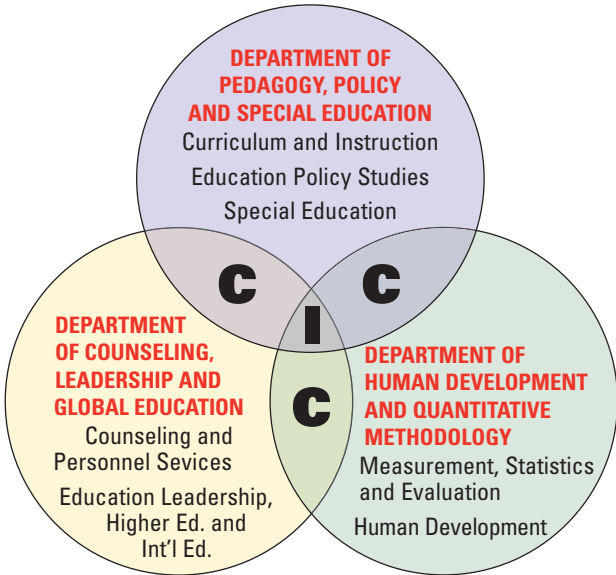 DEPARTMENT OF
PEDAGOGY, POLICY
AND SPECIAL EDUCATION
Curriculum and Instruction
Education Policy Studies
Special Education
C
C
I
C
DEPARTMENT
OF COUNSELING,
LEADERSHIP AND
GLOBAL EDUCATION
Counseling and
Personnel Sevices
Education Leadership,
Higher Ed. and
Int'l Ed.
DEPARTMENT OF
HUMAN DEVELOPMENT
AND QUANTITATIVE
METHODOLOGY
Measurement, Statistics
and Evaluation
Human Development